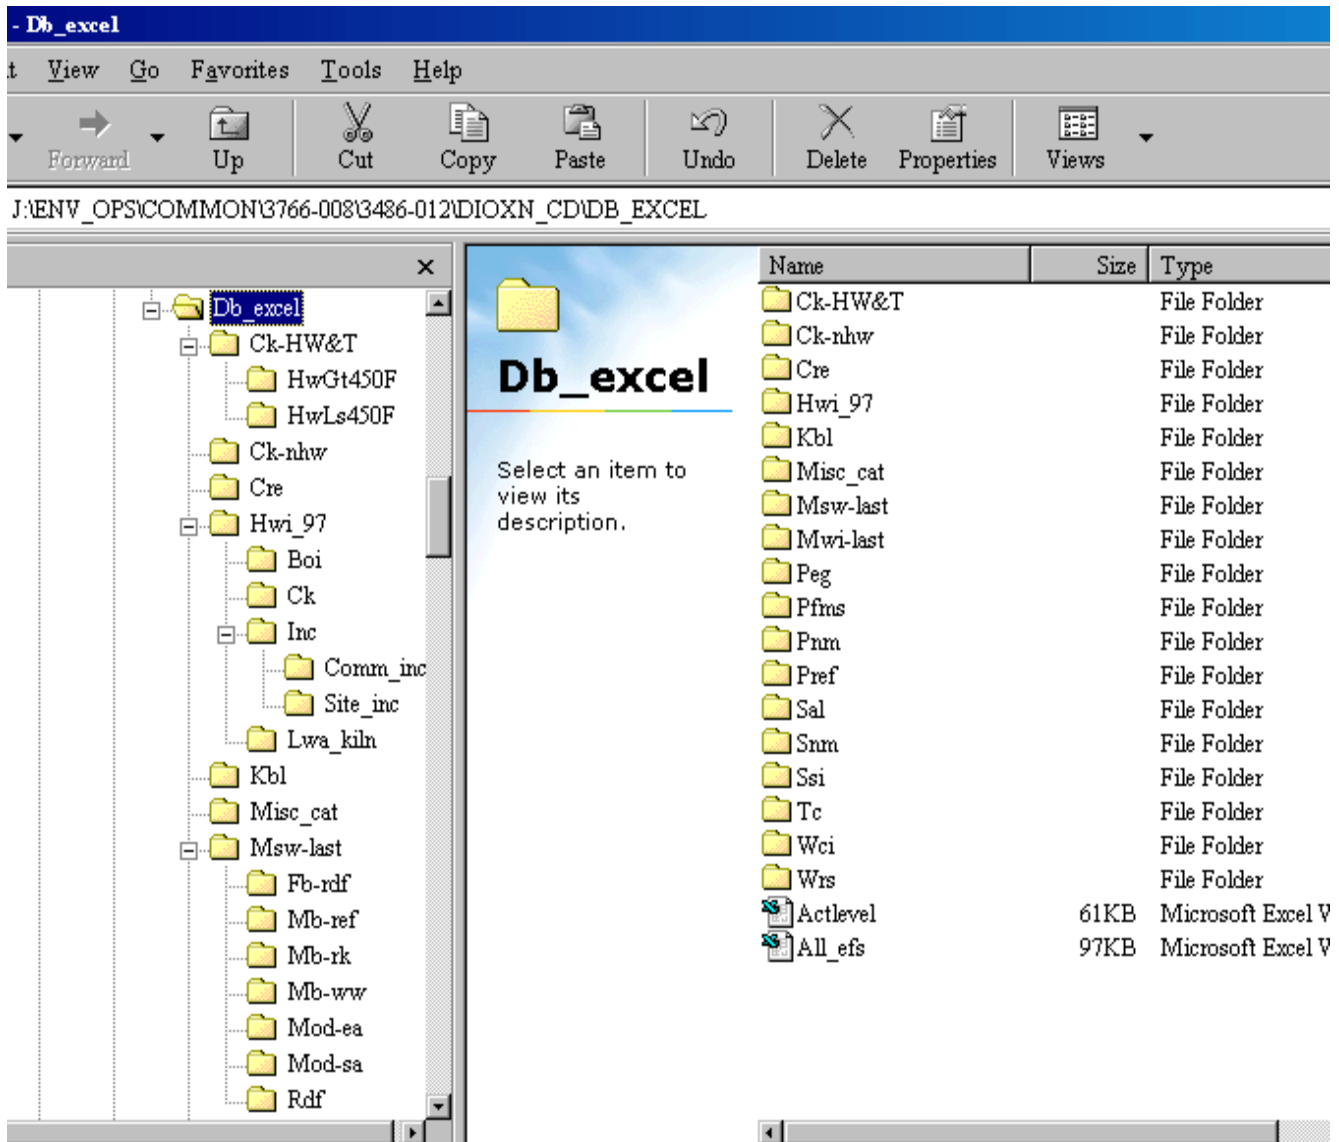 - Db_excel
t View Go Favorites Tools Help
Forward Up Cut Copy Paste Undo Delete Properties Views
J:\ENV_OPS\COMMON\3766-008\3486-012\DIOXN_CD\DB_EXCEL
Db_excel
Ck-HW&T
HwGt450F
HwLs450F
Ck-nhw
Cre
Hwi_97
Boi
Ck
Inc
Comm_inc
Site_inc
Lwa_kiln
Kbl
Misc_cat
Msw-last
Fb-rdf
Mb-ref
Mb-rk
Mb-ww
Mod-ea
Mod-sa
Rdf
Db_excel
Select an item to
view its
description.
Name Size Type
Ck-HW&T File Folder
Ck-nhw File Folder
Cre File Folder
Hwi_97 File Folder
Kbl File Folder
Misc_cat File Folder
Msw-last File Folder
Mwi-last File Folder
Peg File Folder
Pfms File Folder
Pnm File Folder
Pref File Folder
Sal File Folder
Snm File Folder
Ssi File Folder
Tc File Folder
Wci File Folder
Wrs File Folder
Actlevel 61KB Microsoft Excel W
All_efs 97KB Microsoft Excel W